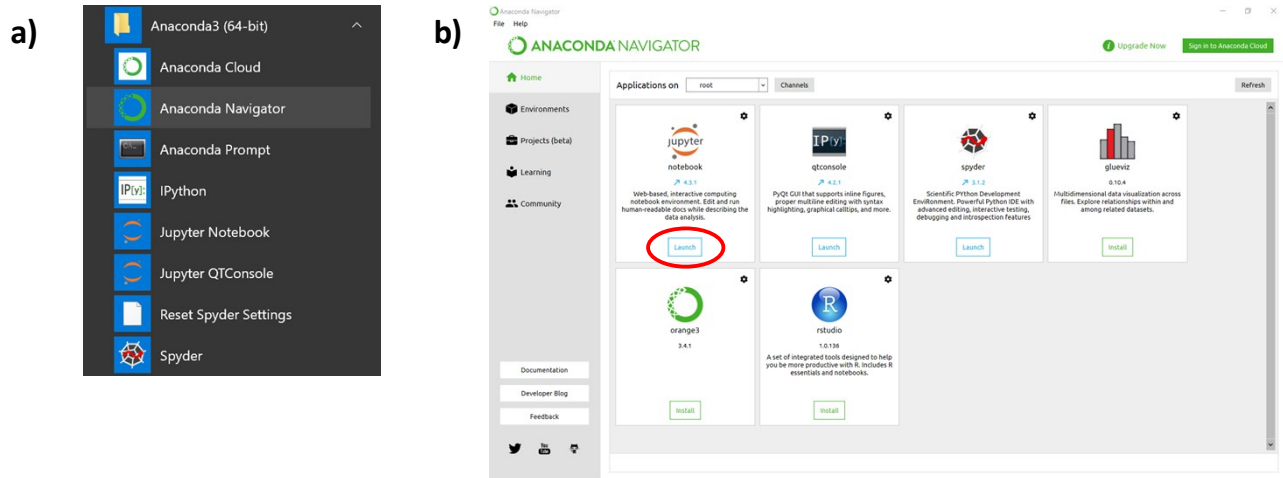 a)
Anaconda3 (64-bit)
Anaconda Cloud
Anaconda Navigator
Anaconda Prompt
IPython
Jupyter Notebook
Jupyter QTConsole
Reset Spyder Settings
Spyder
C:\_
IP[y]:
b)
Anaconda Navigator
File Help
ANACONDA NAVIGATOR
Upgrade Now
Sign in to Anaconda Cloud
Home
Environments
Projects (beta)
Learning
Community
Documentation
Developer Blog
Feedback
You
Tube
Applications on root Channels Refresh
jupyter
notebook
4.3.1
Web-based, interactive computing
notebook environment. Edit and run
human-readable docs while describing the
data analysis.
Launch
IP[y]:
qtconsole
4.2.1
PyQt GUI that supports inline figures,
proper multiline editing with syntax
highlighting, graphical calltips, and more.
Launch
spyder
3.1.2
Scientific PYthon Development
EnviRonment. Powerful Python IDE with
advanced editing, interactive testing,
debugging and introspection features
Launch
glueviz
0.10.4
Multidimensional data visualization across
files. Explore relationships within and
among related datasets.
Install
orange3
3.4.1
Install
R
rstudio
1.0.136
A set of integrated tools designed to help
you be more productive with R. Includes R
essentials and notebooks.
Install